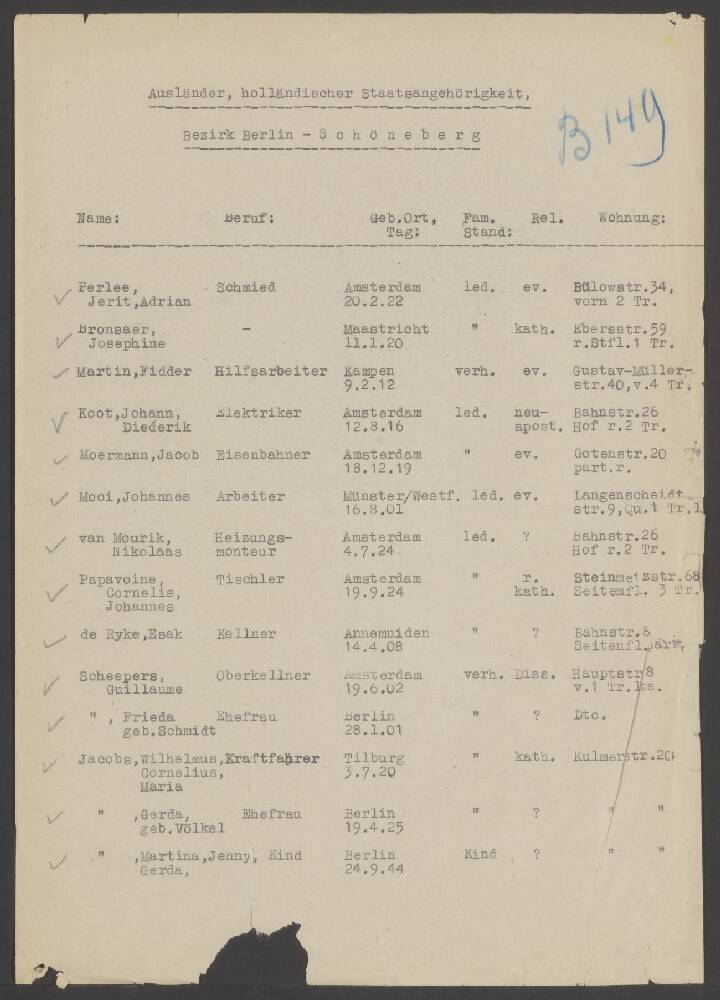 Ausländer, holländischer Staatsangehörigkeit,
Bezirk Berlin - Schöneberg
B 149
Name: Beruf: Geb.Ort, Fam. Rel. Wohnung:
Tag: Stand:
Perlee, Schmied Amsterdam led. ev. Bülowstr.34,
Jerit,Adrian 20.2.22 vorn 2 Tr.
Bronsaer, - Maastricht " kath. Ebersstr.59
Josephine 11.1.20 r.Stfl.1 Tr.
Martin,Fidder Hilfsarbeiter Kampen verh. ev. Gustav-Müller-
9.2.12 str.40,v.4 Tr.
Koot,Johann, Elektriker Amsterdam led. neu- Bahnstr.26
Diederik 12.8.16 apost. Hof r.2 Tr.
Moermann,Jacob Eisenbahner Amsterdam " ev. Gotenstr.20
18.12.19 part.r.
Mooi,Johannes Arbeiter Münster/Westf. led. ev. Langenscheidt-
16.8.01 str.9,Qu.1 Tr.l
van Mourik, Heizungs- Amsterdam led. ? Bahnstr.26
Nikolaas monteur 4.7.24 Hof r.2 Tr.
Papavoine, Tischler Amsterdam " r. Steinmetzstr.68
Cornelis, 19.9.24 kath. Seitenfl. 3 Tr.
Johannes
de Ryke,Esak Kellner Annemuiden " ? Bahnstr.8
14.4.08 Seitenfl.part.
Scheepers, Oberkellner Amsterdam verh. Diss. Hauptstr.8
Guillaume 19.6.02 v.1 Tr.lks.
" , Frieda Ehefrau Berlin " ? Dto.
geb.Schmidt 28.1.01
Jacobs,Wilhelmus,Kraftfahrer Tilburg " kath. Kulmerstr.20
Cornelius, 3.7.20
Maria
" ,Gerda, Ehefrau Berlin " ? " "
geb.Völkel 19.4.25
" ,Martina,Jenny, Kind Berlin Kind ? " "
Gerda, 24.9.44